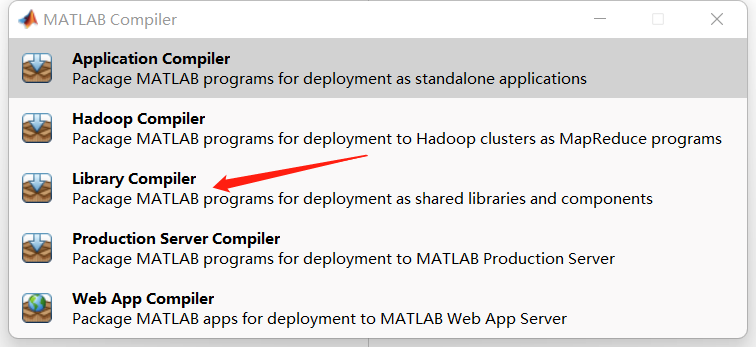 MATLAB Compiler
Application Compiler
Package MATLAB programs for deployment as standalone applications
Hadoop Compiler
Package MATLAB programs for deployment to Hadoop clusters as MapReduce programs
Library Compiler
Package MATLAB programs for deployment as shared libraries and components
Production Server Compiler
Package MATLAB programs for deployment to MATLAB Production Server
Web App Compiler
Package MATLAB apps for deployment to MATLAB Web App Server